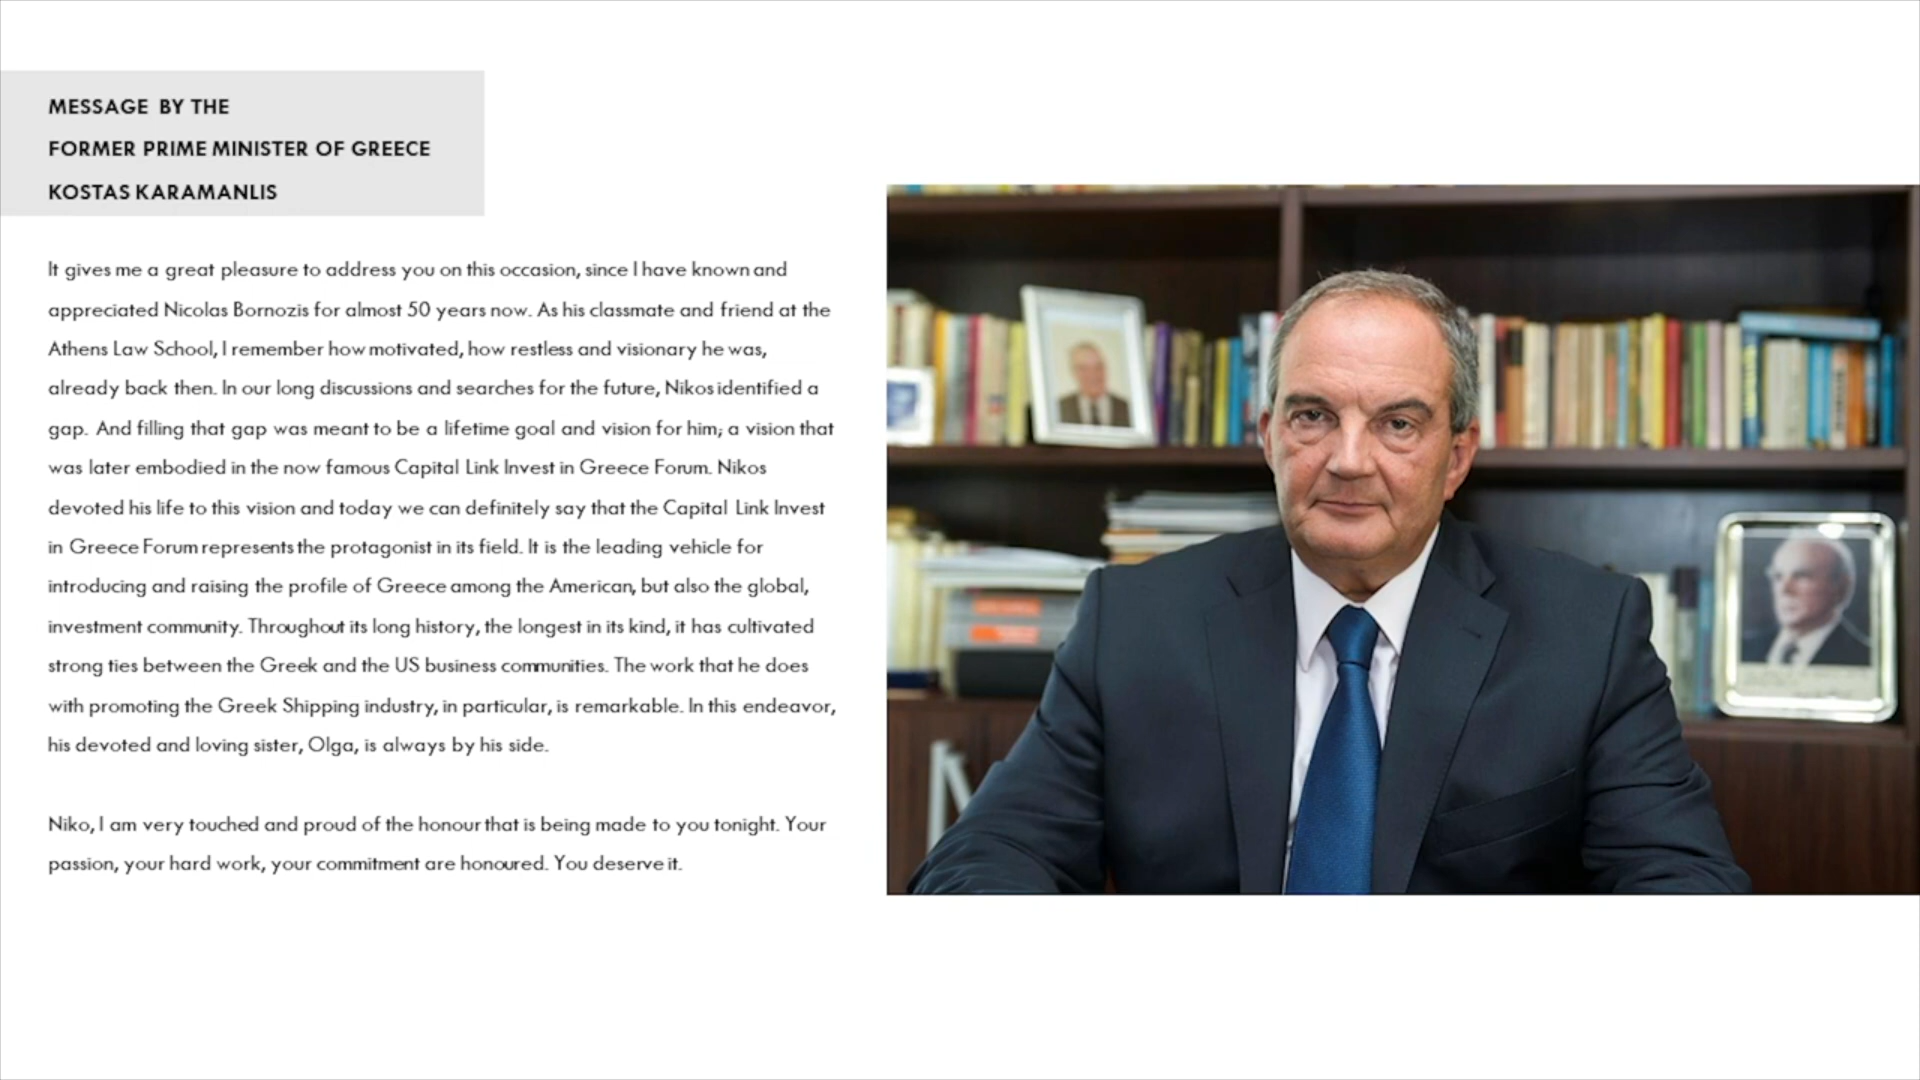 MESSAGE BY THE
FORMER PRIME MINISTER OF GREECE
KOSTAS KARAMANLIS
It gives me a great pleasure to address you on this occasion, since I have known and
appreciated Nicolas Bornozis for almost 50 years now. As his classmate and friend at the
Athens Law School, I remember how motivated, how restless and visionary he was,
already back then. In our long discussions and searches for the future, Nikos identified a
gap. And filling that gap was meant to be a lifetime goal and vision for him; a vision that
was later embodied in the now famous Capital Link Invest in Greece Forum. Nikos
devoted his life to this vision and today we can definitely say that the Capital Link Invest
in Greece Forum represents the protagonist in its field. It is the leading vehicle for
introducing and raising the profile of Greece among the American, but also the global,
investment community. Throughout its long history, the longest in its kind, it has cultivated
strong ties between the Greek and the US business communities. The work that he does
with promoting the Greek Shipping industry, in particular, is remarkable. In this endeavor,
his devoted and loving sister, Olga, is always by his side.
Niko, I am very touched and proud of the honour that is being made to you tonight. Your
passion, your hard work, your commitment are honoured. You deserve it.